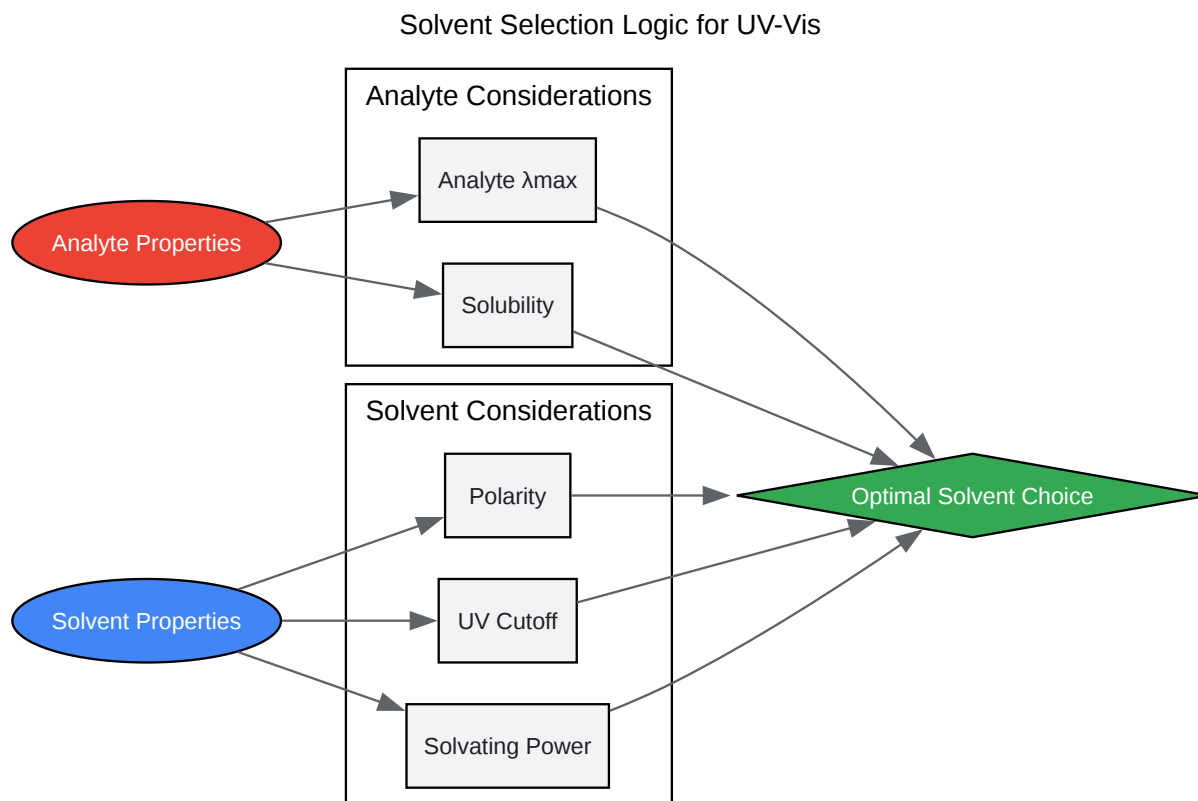 Solvent Selection Logic for UV-Vis
Analyte Considerations
Analyte λmax
Analyte Properties
Solubility
Solvent Considerations
Polarity
Optimal Solvent Choice
Solvent Properties
UV Cutoff
Solvating Power